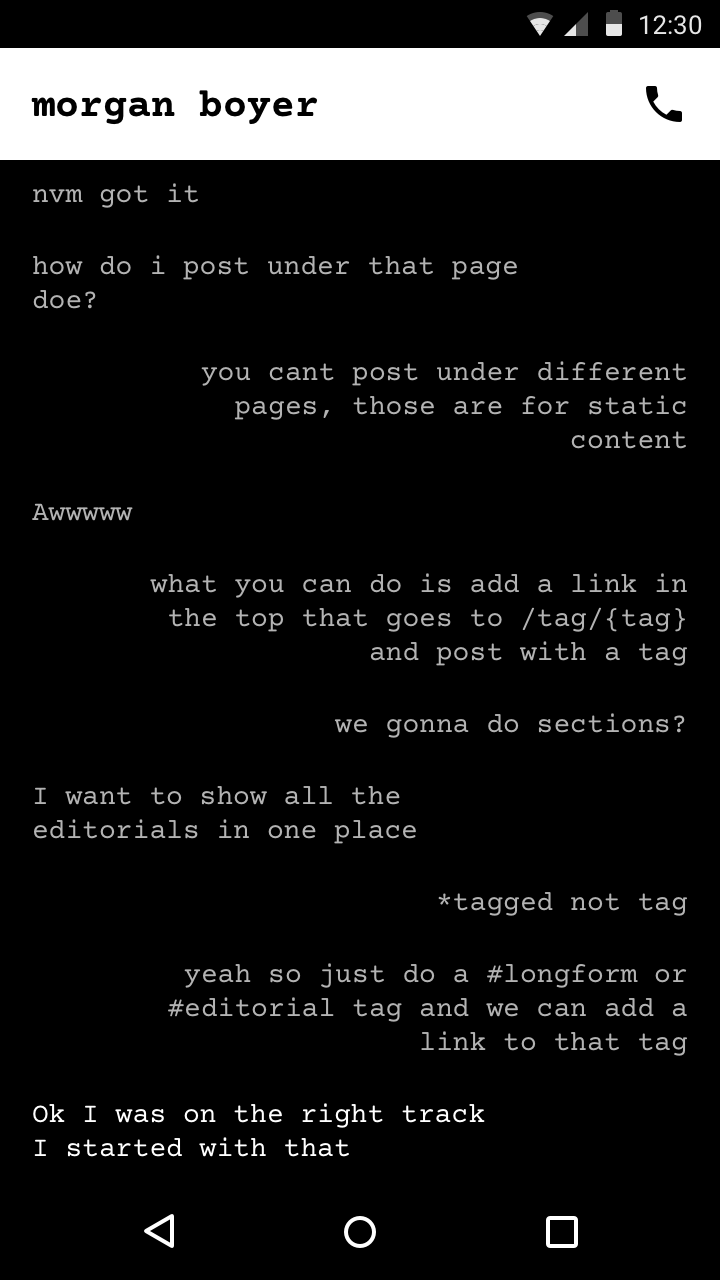 12:30
morgan boyer
nvm got it
how do i post under that page
doe?
you cant post under different
pages, those are for static
content
Awwwww
what you can do is add a link in
the top that goes to /tag/{tag}
and post with a tag
we gonna do sections?
I want to show all the
editorials in one place
*tagged not tag
yeah so just do a #longform or
#editorial tag and we can add a
link to that tag
Ok I was on the right track
I started with that